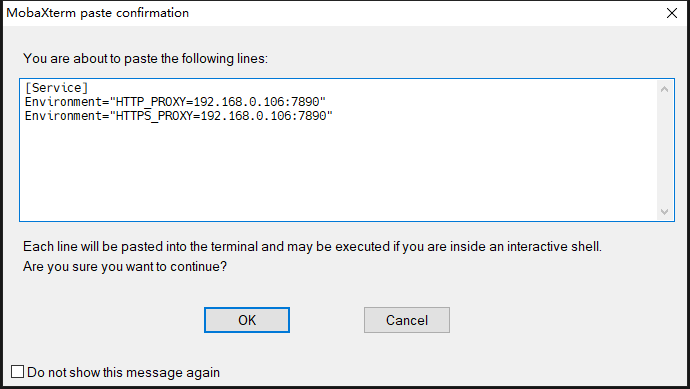 MobaXterm paste confirmation
You are about to paste the following lines:
[Service]
Environment="HTTP_PROXY=192.168.0.106:7890"
Environment="HTTPS_PROXY=192.168.0.106:7890"
Each line will be pasted into the terminal and may be executed if you are inside an interactive shell.
Are you sure you want to continue?
OK Cancel
Do not show this message again